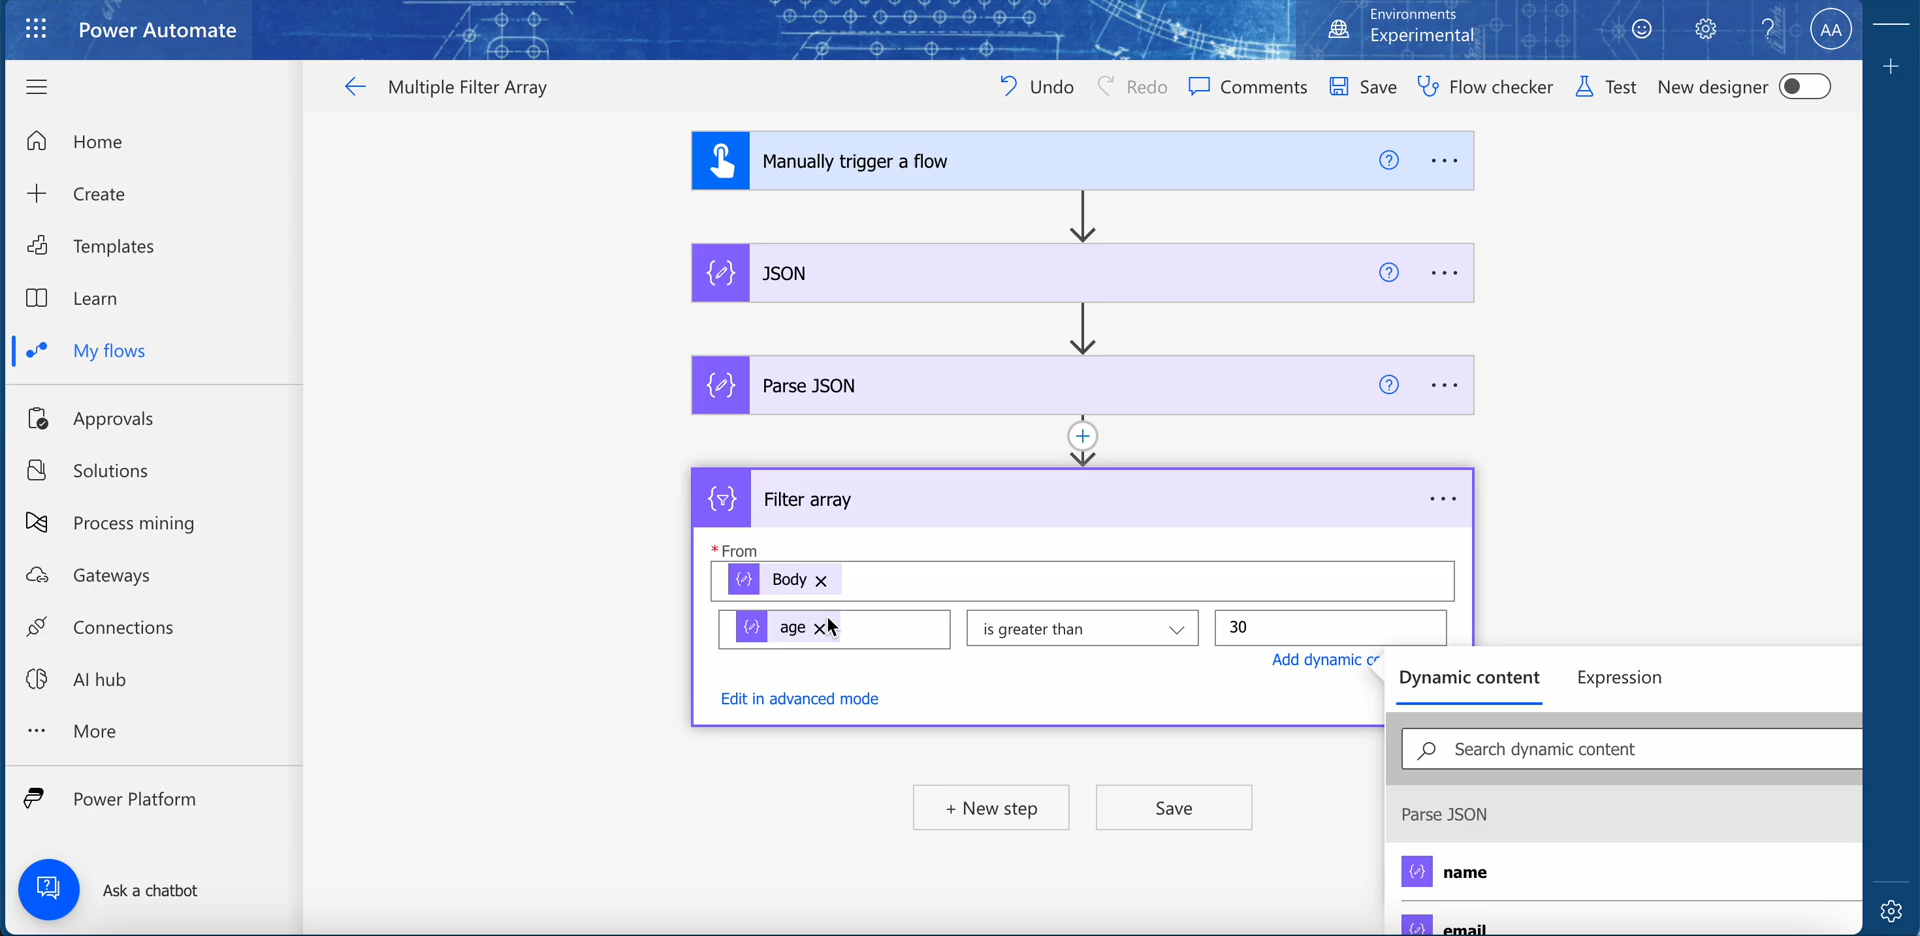 Power Automate
Environments
Experimental
AA
Multiple Filter Array
Undo
Redo
Comments
Save
Flow checker
Test
New designer
Home
Create
Templates
Learn
My flows
Approvals
Solutions
Process mining
Gateways
Connections
AI hub
More
Power Platform
Ask a chatbot
Manually trigger a flow
JSON
Parse JSON
Filter array
* From
Body
age
is greater than
30
Add dynamic co
Edit in advanced mode
+ New step
Save
Dynamic content
Expression
Search dynamic content
Parse JSON
name
email